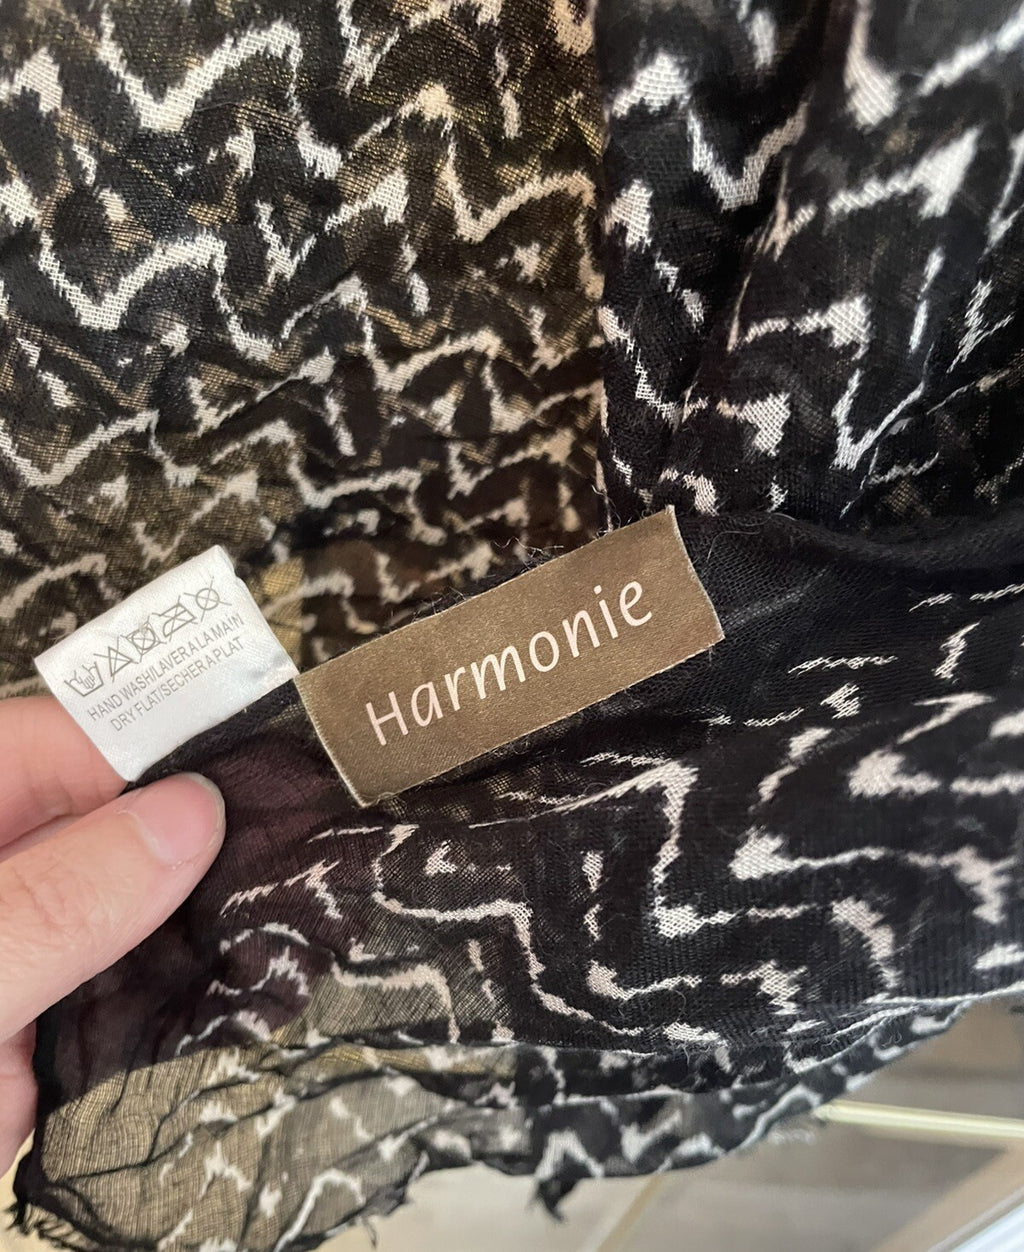 HAND WASH/LAVER A LA MAIN
DRY FLAT/SECHER A PLAT
Harmonie